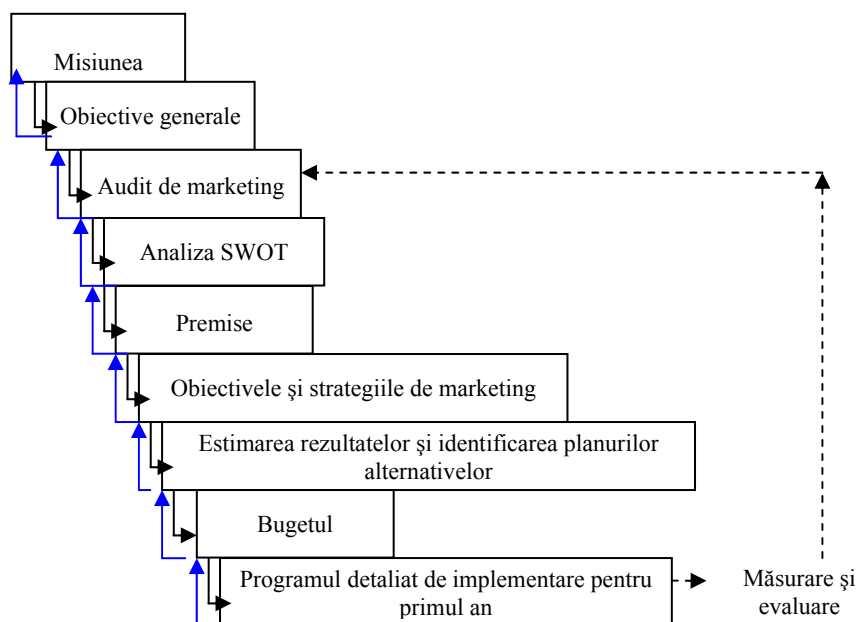 Misiunea
Obiective generale
Audit de marketing
Analiza SWOT
Premise
Obiectivele şi strategiile de marketing
Estimarea rezultatelor şi identificarea planurilor
alternativelor
Bugetul
Programul detaliat de implementare pentru
primul an
Măsurare şi
evaluare